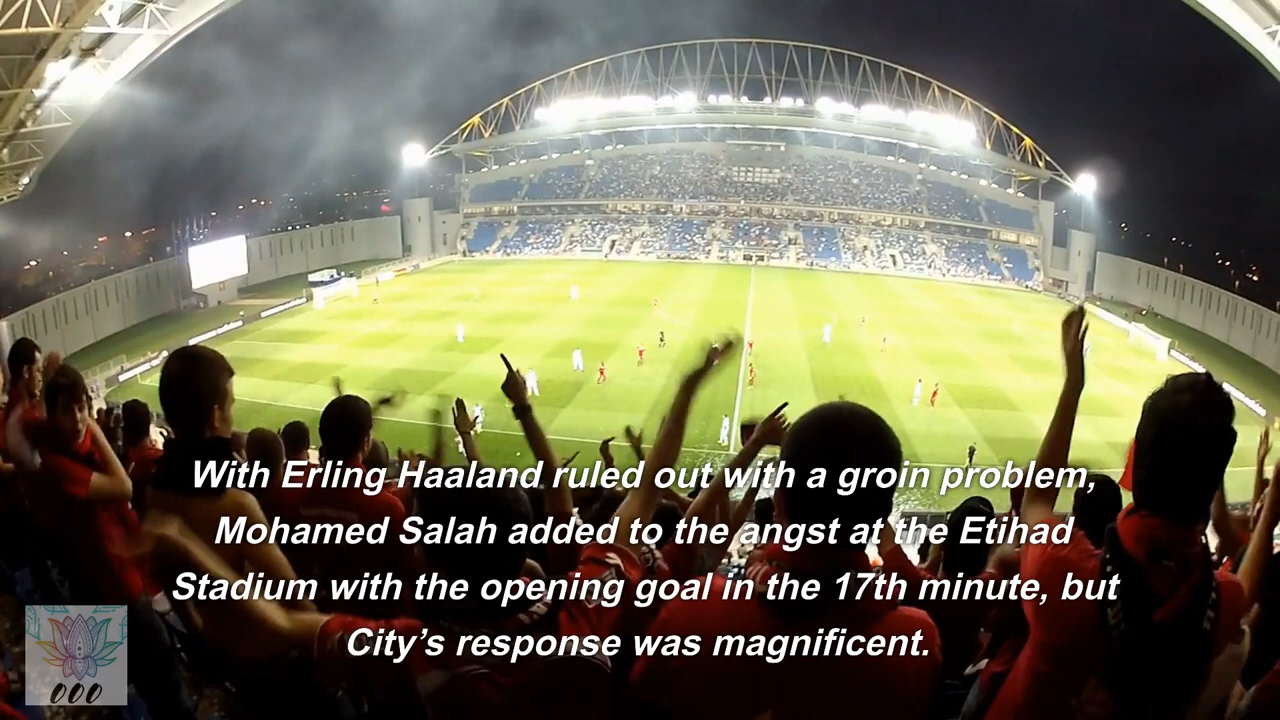 With Erling Haaland ruled out with a groin problem,
Mohamed Salah added to the angst at the Etihad
Stadium with the opening goal in the 17th minute, but
City’s response was magnificent.
000